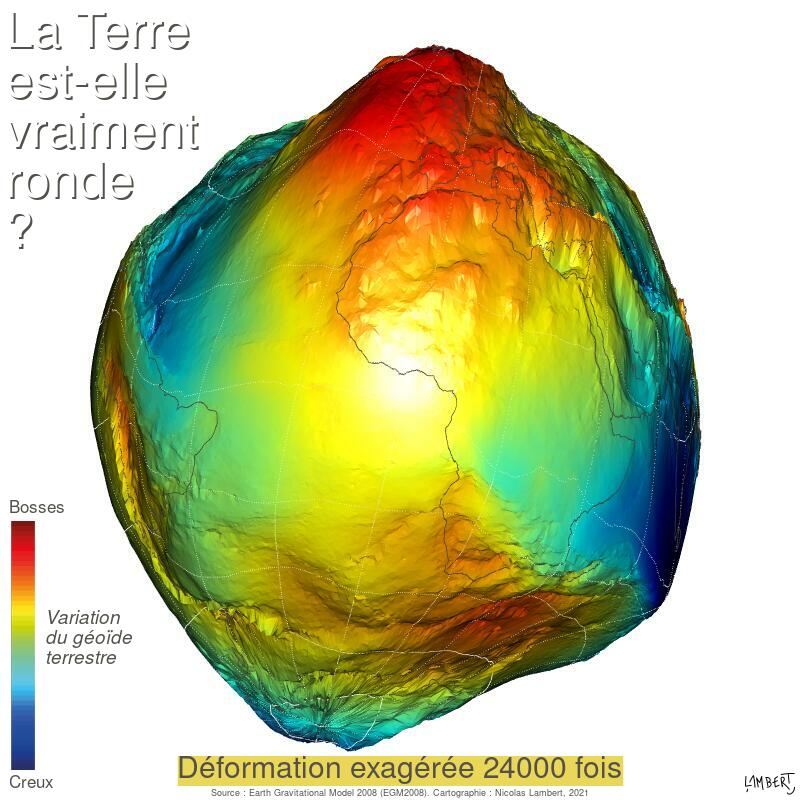 La Terre
est-elle
vraiment
ronde
?
Bosses
Variation
du géoïde
terrestre
Creux
Déformation exagérée 24000 fois
Source : Earth Gravitational Model 2008 (EGM2008). Cartographie : Nicolas Lambert, 2021
LAMBERT